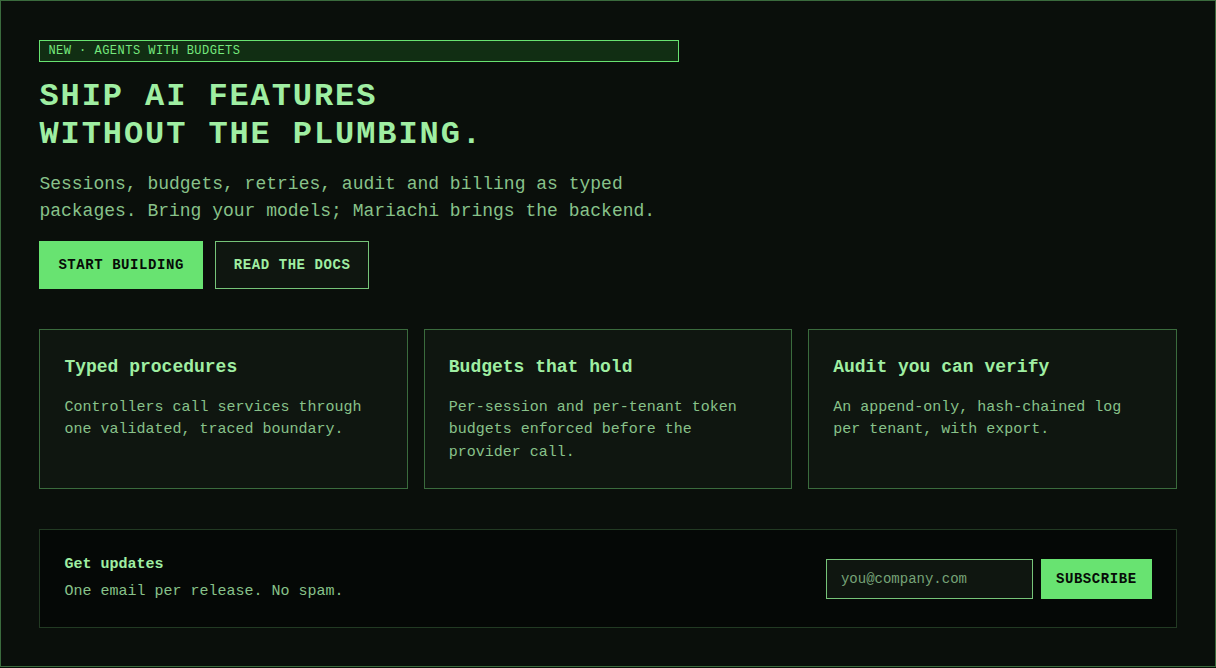 NEW · AGENTS WITH BUDGETS
SHIP AI FEATURES
WITHOUT THE PLUMBING.
Sessions, budgets, retries, audit and billing as typed
packages. Bring your models; Mariachi brings the backend.
START BUILDING
READ THE DOCS
Typed procedures
Controllers call services through
one validated, traced boundary.
Budgets that hold
Per-session and per-tenant token
budgets enforced before the
provider call.
Audit you can verify
An append-only, hash-chained log
per tenant, with export.
Get updates
One email per release. No spam.
you@company.com
SUBSCRIBE